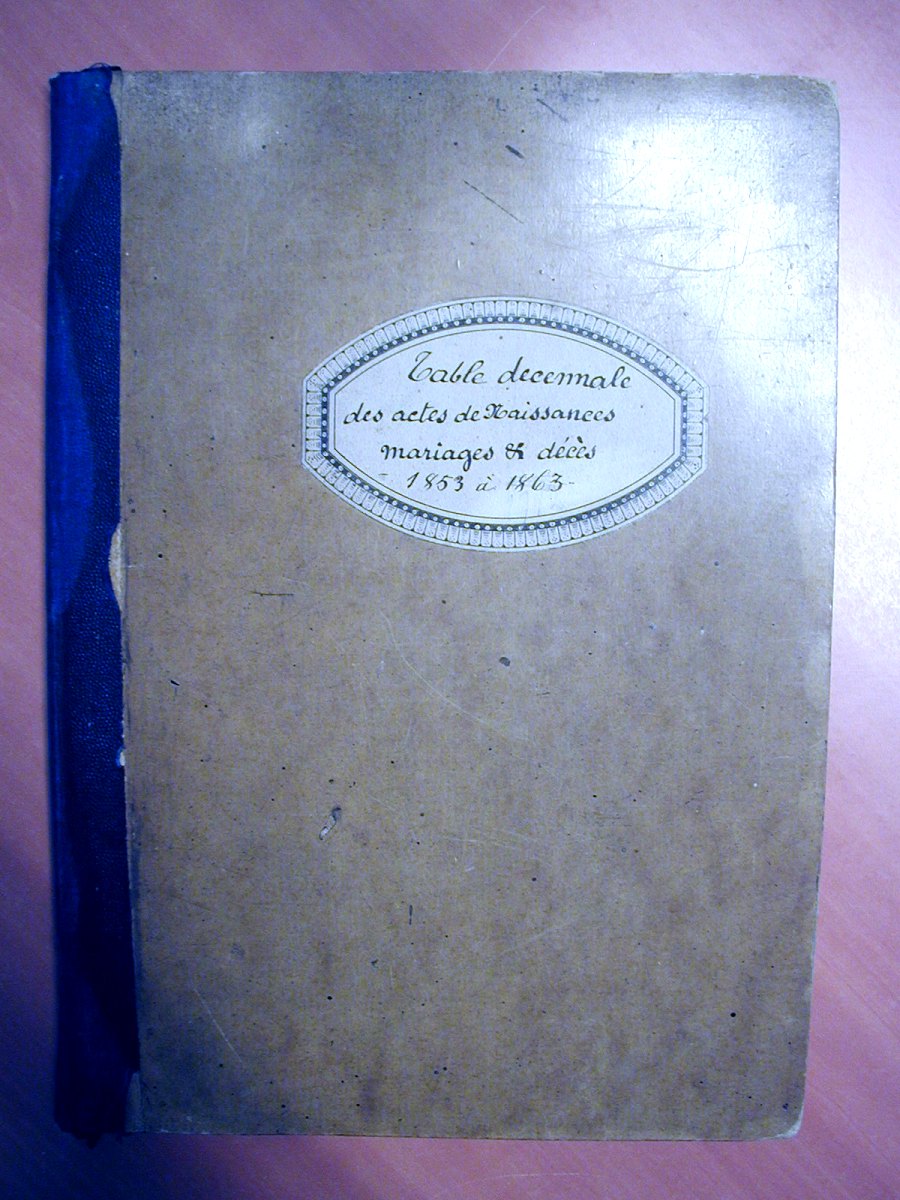 Table decennale
des actes de Naissances
mariages & décès
- 1853 à 1863 -